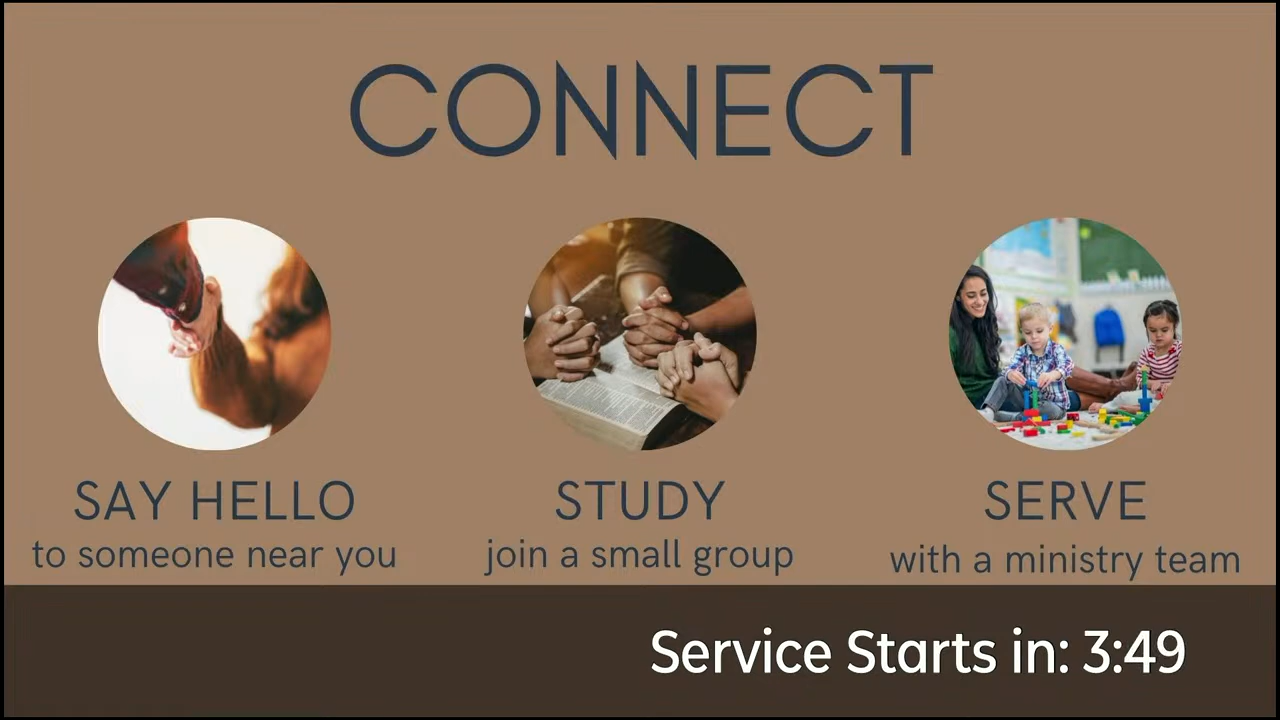 CONNECT
SAY HELLO
to someone near you
STUDY
join a small group
SERVE
with a ministry team
Service Starts in: 3:49